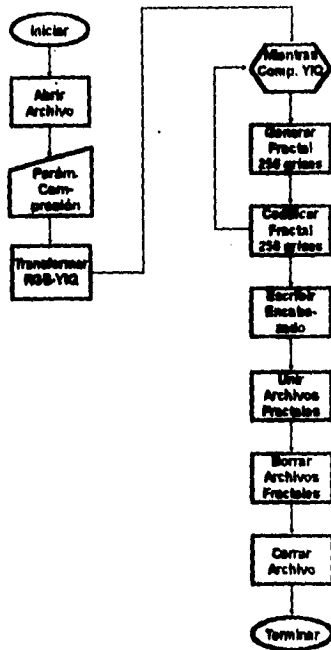 Iniciar
Abrir
Archivo
Parám.
Com-
presión
Transformar
RGB-YIQ
Mientras
Comp. YIQ
Generar
Fractal
256 grises
Codificar
Fractal
256 grises
Escribir
Encabe-
zado
Unir
Archivos
Fractales
Borrar
Archivos
Fractales
Cerrar
Archivo
Terminar